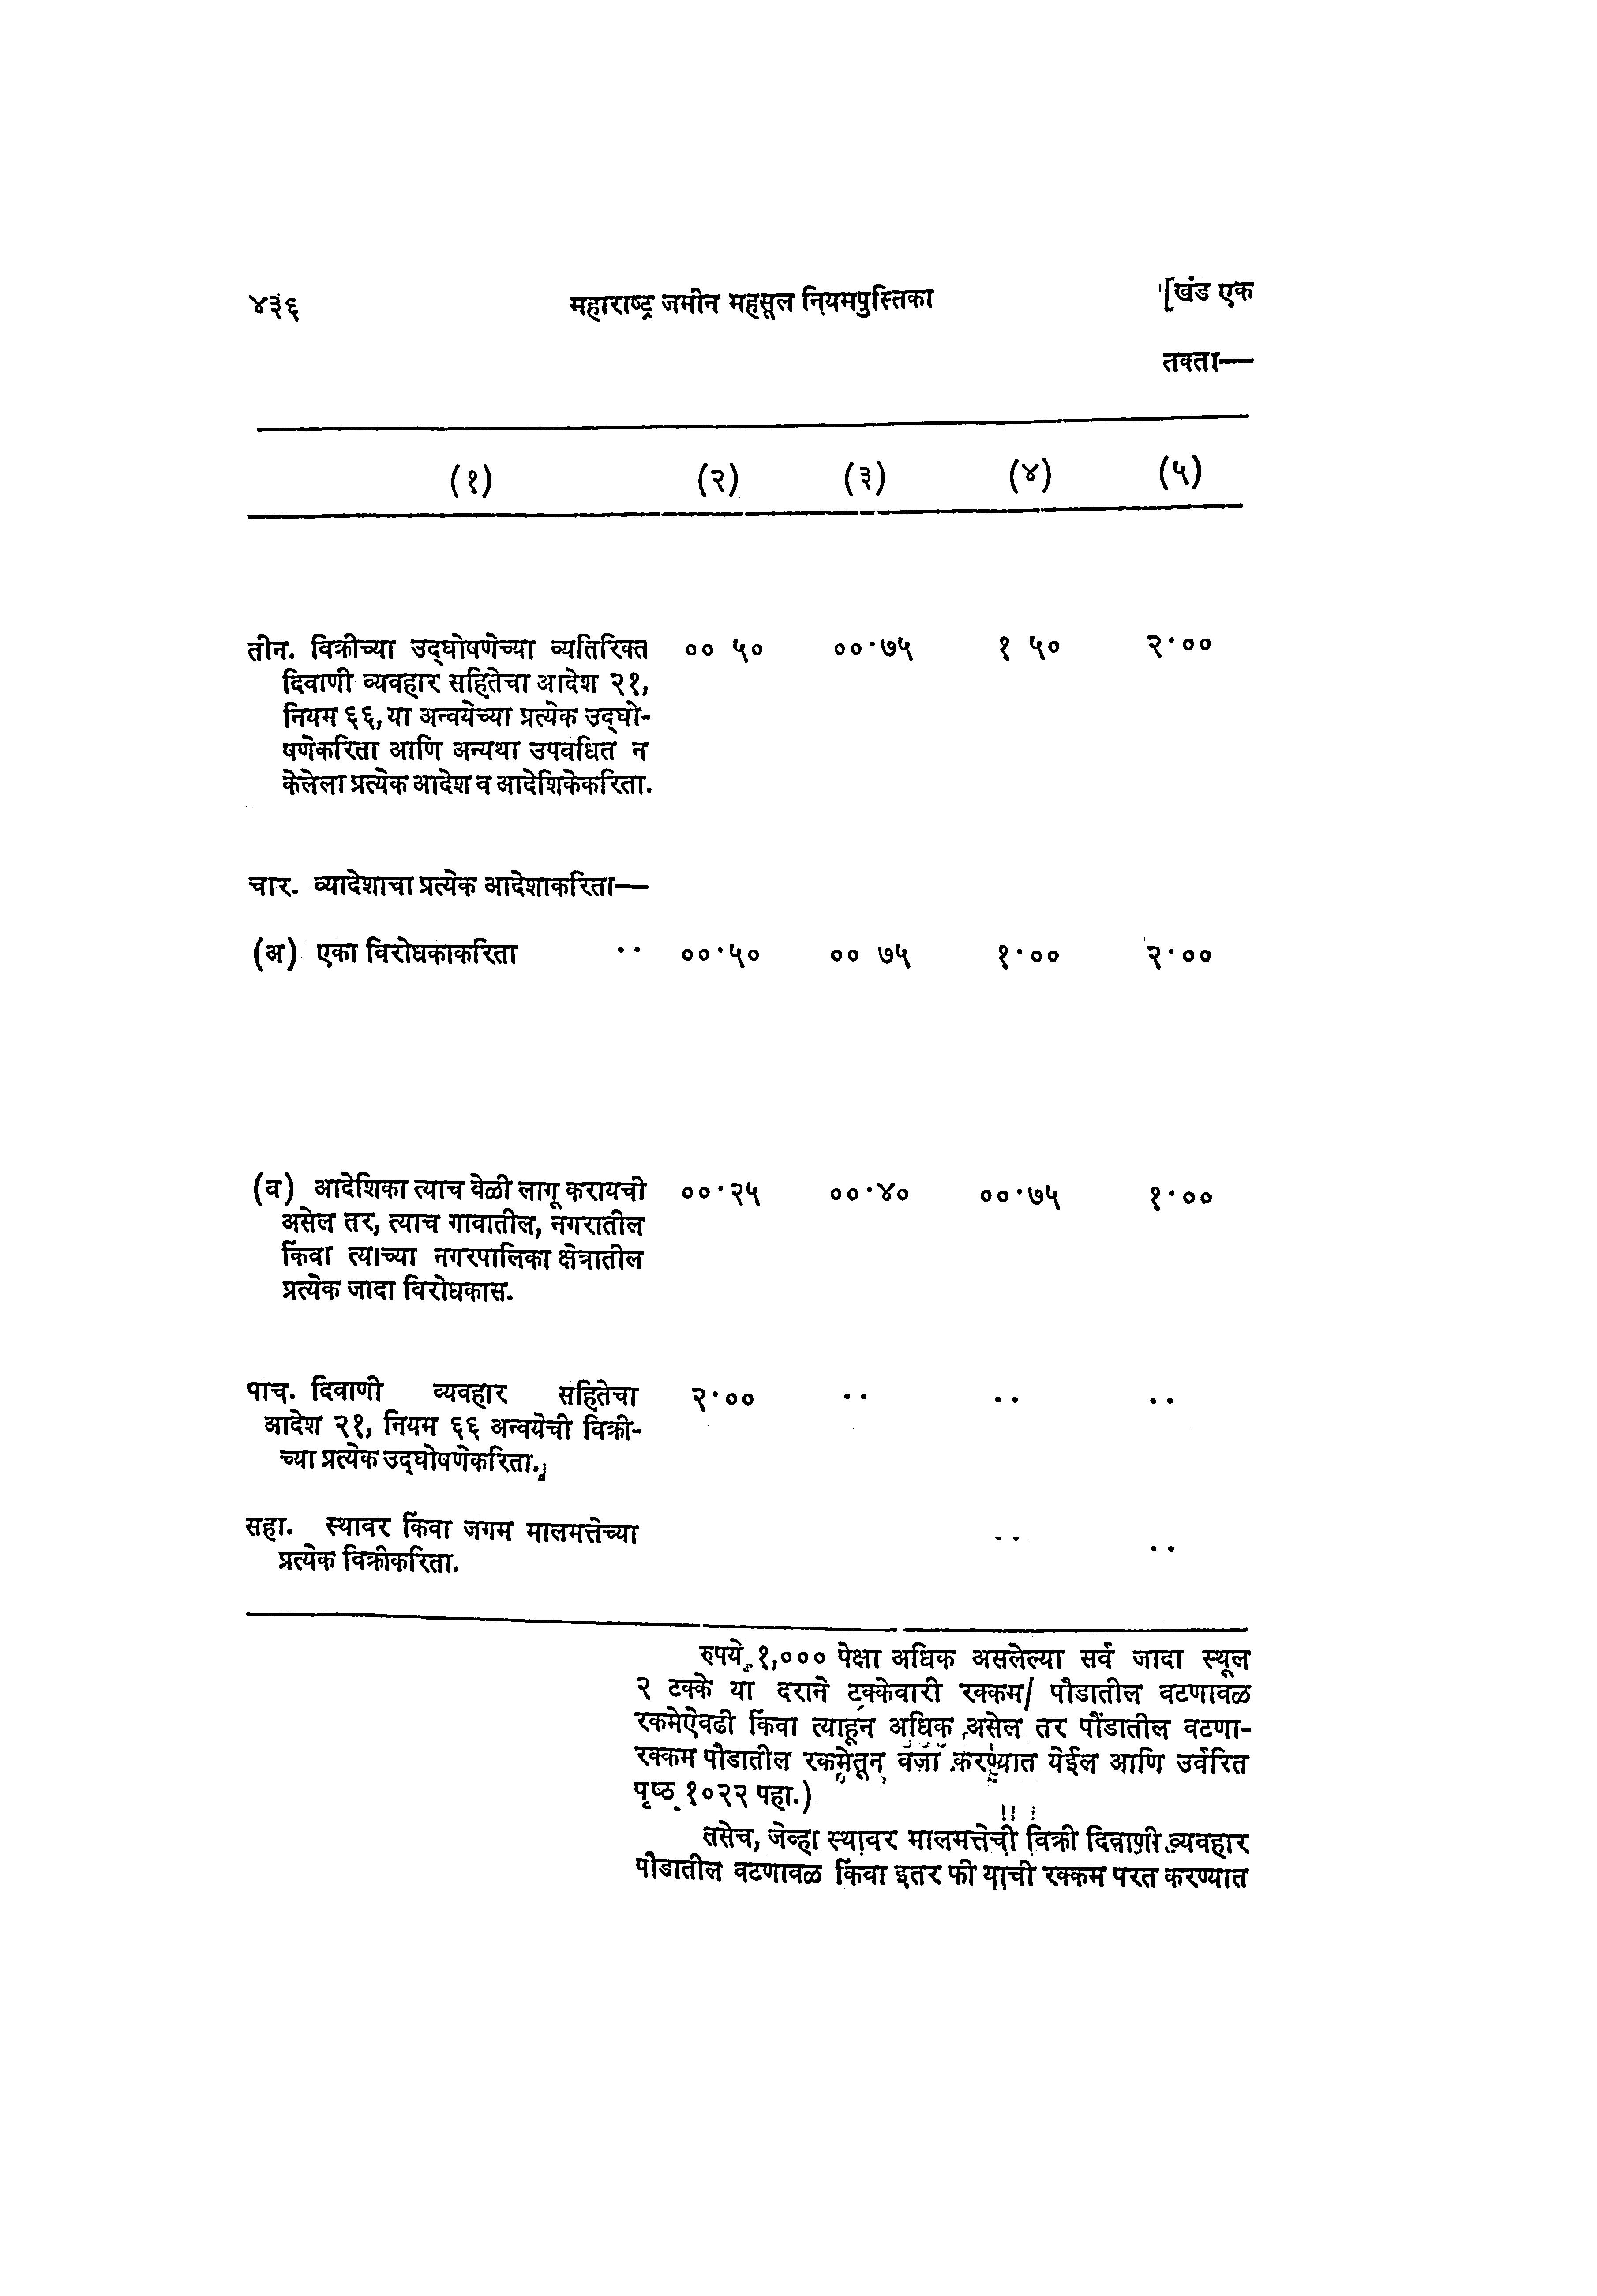 ४३६ महाराष्ट्र जमीन महसूल नियमपुस्तिका [खंड एक
तक्ता—
(१) (२) (३) (४) (५)
तीन. विक्रीच्या उद्घोषणेच्या व्यतिरिक्त ०० ५० ००·७५ १ ५० २·००
दिवाणी व्यवहार सहितेचा आदेश २१,
नियम ६६, या अन्वयेच्या प्रत्येक उद्घो-
षणेकरिता आणि अन्यथा उपवधित न
केलेला प्रत्येक आदेश व आदेशिकेकरिता.
चार. व्यादेशाचा प्रत्येक आदेशाकरिता—
(अ) एका विरोधकाकरिता ·· ००·५० ०० ७५ १·०० २·००
(व) आदेशिका त्याच वेळी लागू करायची ००·२५ ००·४० ००·७५ १·००
असेल तर, त्याच गावातील, नगरातील
किंवा त्याच्या नगरपालिका क्षेत्रातील
प्रत्येक जादा विरोधकास.
पाच. दिवाणी व्यवहार सहितेचा २·०० ·· ·· ··
आदेश २१, नियम ६६ अन्वयेची विक्री-
च्या प्रत्येक उद्घोषणेकरिता.
सहा. स्थावर किंवा जगम मालमत्तेच्या ·· ··
प्रत्येक विक्रीकरिता.
रुपये १,००० पेक्षा अधिक असलेल्या सर्व जादा स्थूल
२ टक्के या दराने टक्केवारी रक्कम/ पौडातील वटणावळ
रकमेऐवढी किंवा त्याहून अधिक असेल तर पौंडातील वटणा-
रक्कम पौडातील रकमेतून वजा करण्यात येईल आणि उर्वरित
पृष्ठ १०२२ पहा.)
तसेच, जेव्हा स्थावर मालमत्तेची विक्री दिवाणी व्यवहार
पौडातील वटणावळ किंवा इतर फी याची रक्कम परत करण्यात